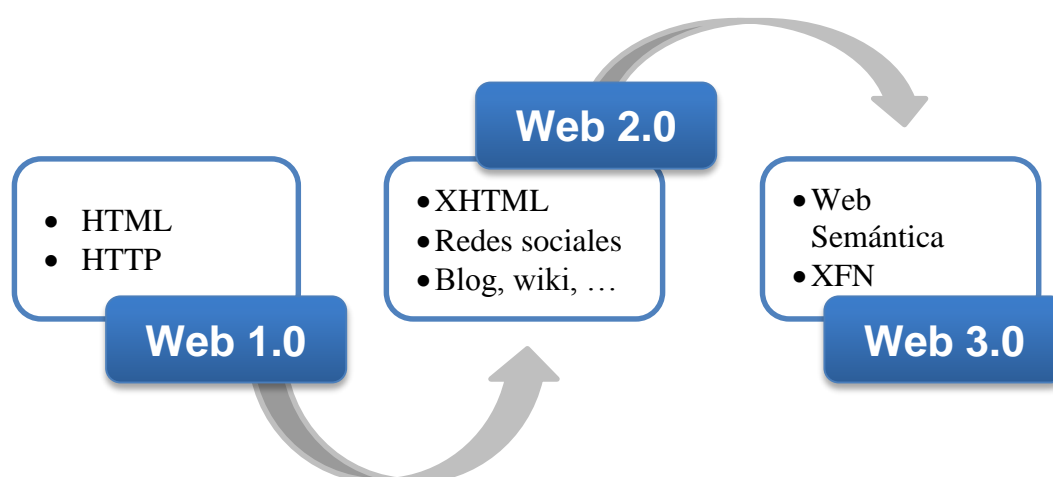 • HTML
• HTTP
Web 1.0
Web 2.0
•XHTML
•Redes sociales
•Blog, wiki, …
•Web
Semántica
•XFN
Web 3.0